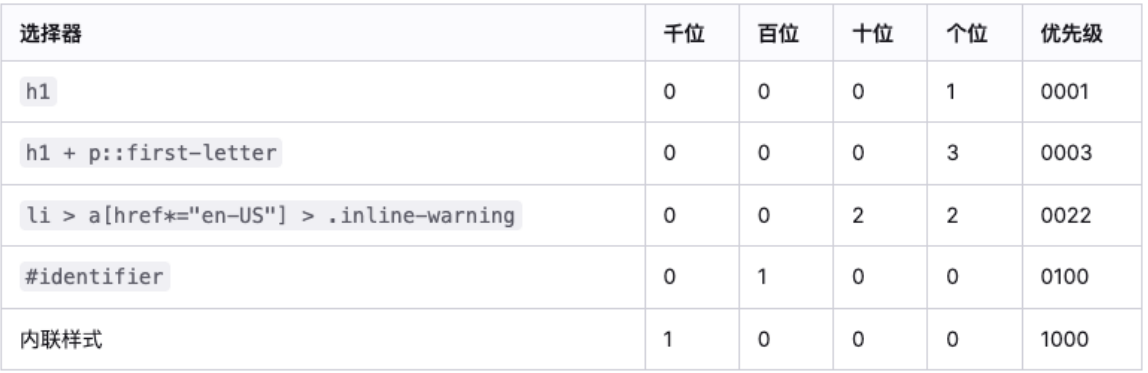 选择器 千位 百位 十位 个位 优先级
h1 0 0 0 1 0001
h1 + p::first-letter 0 0 0 3 0003
li > a[href*="en-US"] > .inline-warning 0 0 2 2 0022
#identifier 0 1 0 0 0100
内联样式 1 0 0 0 1000